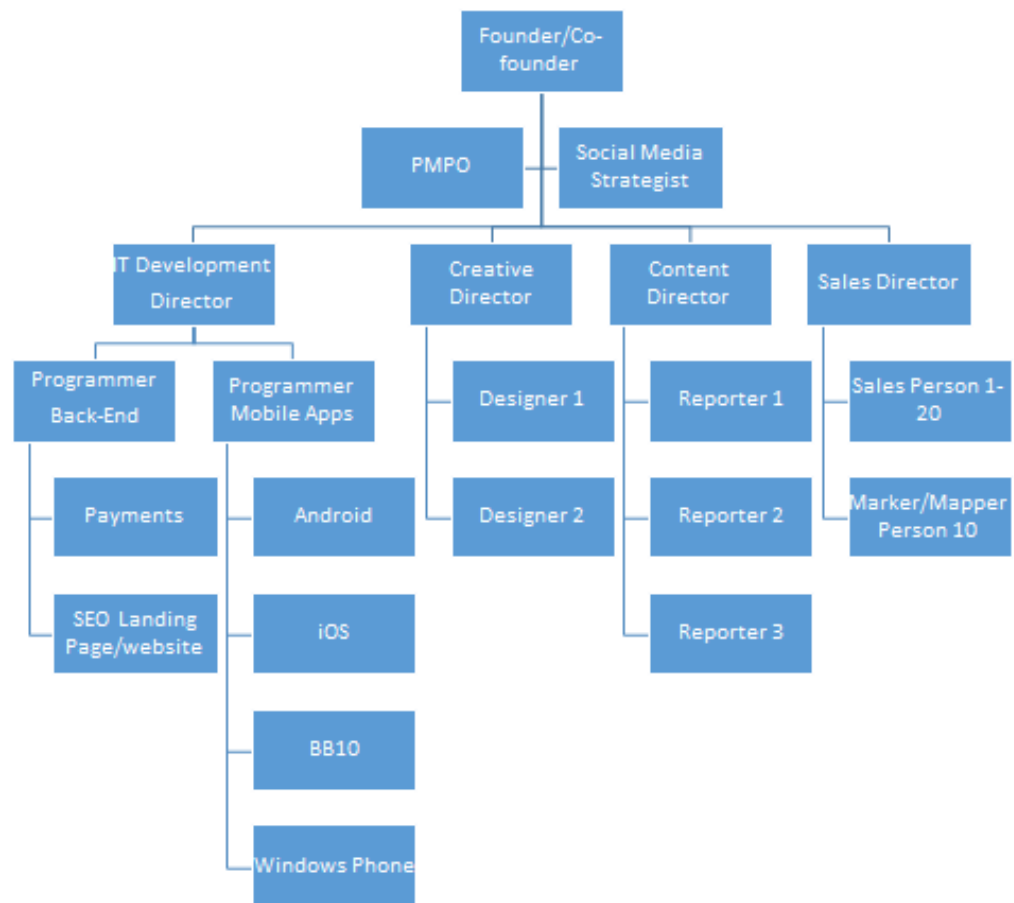 Founder/Co-
founder
PMPO
Social Media
Strategist
IT Development
Director
Creative
Director
Content
Director
Sales Director
Programmer
Back-End
Programmer
Mobile Apps
Designer 1
Reporter 1
Sales Person 1-
20
Payments
Android
Designer 2
Reporter 2
Marker/Mapper
Person 10
SEO Landing
Page/website
iOS
Reporter 3
BB10
Windows Phone